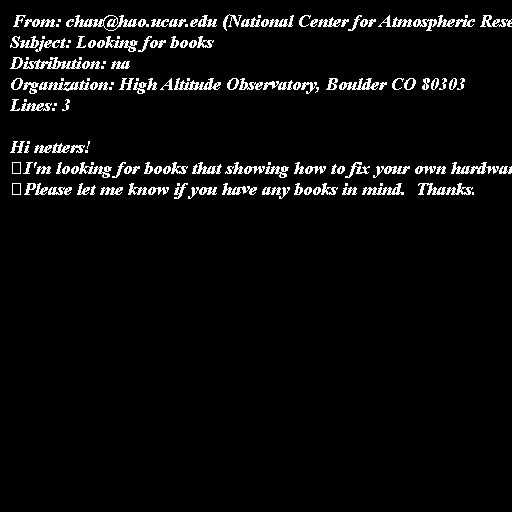 From: chau@hao.ucar.edu (National Center for Atmospheric Rese
Subject: Looking for books
Distribution: na
Organization: High Altitude Observatory, Boulder CO 80303
Lines: 3

Hi netters!
I'm looking for books that showing how to fix your own hardwar
Please let me know if you have any books in mind.  Thanks.